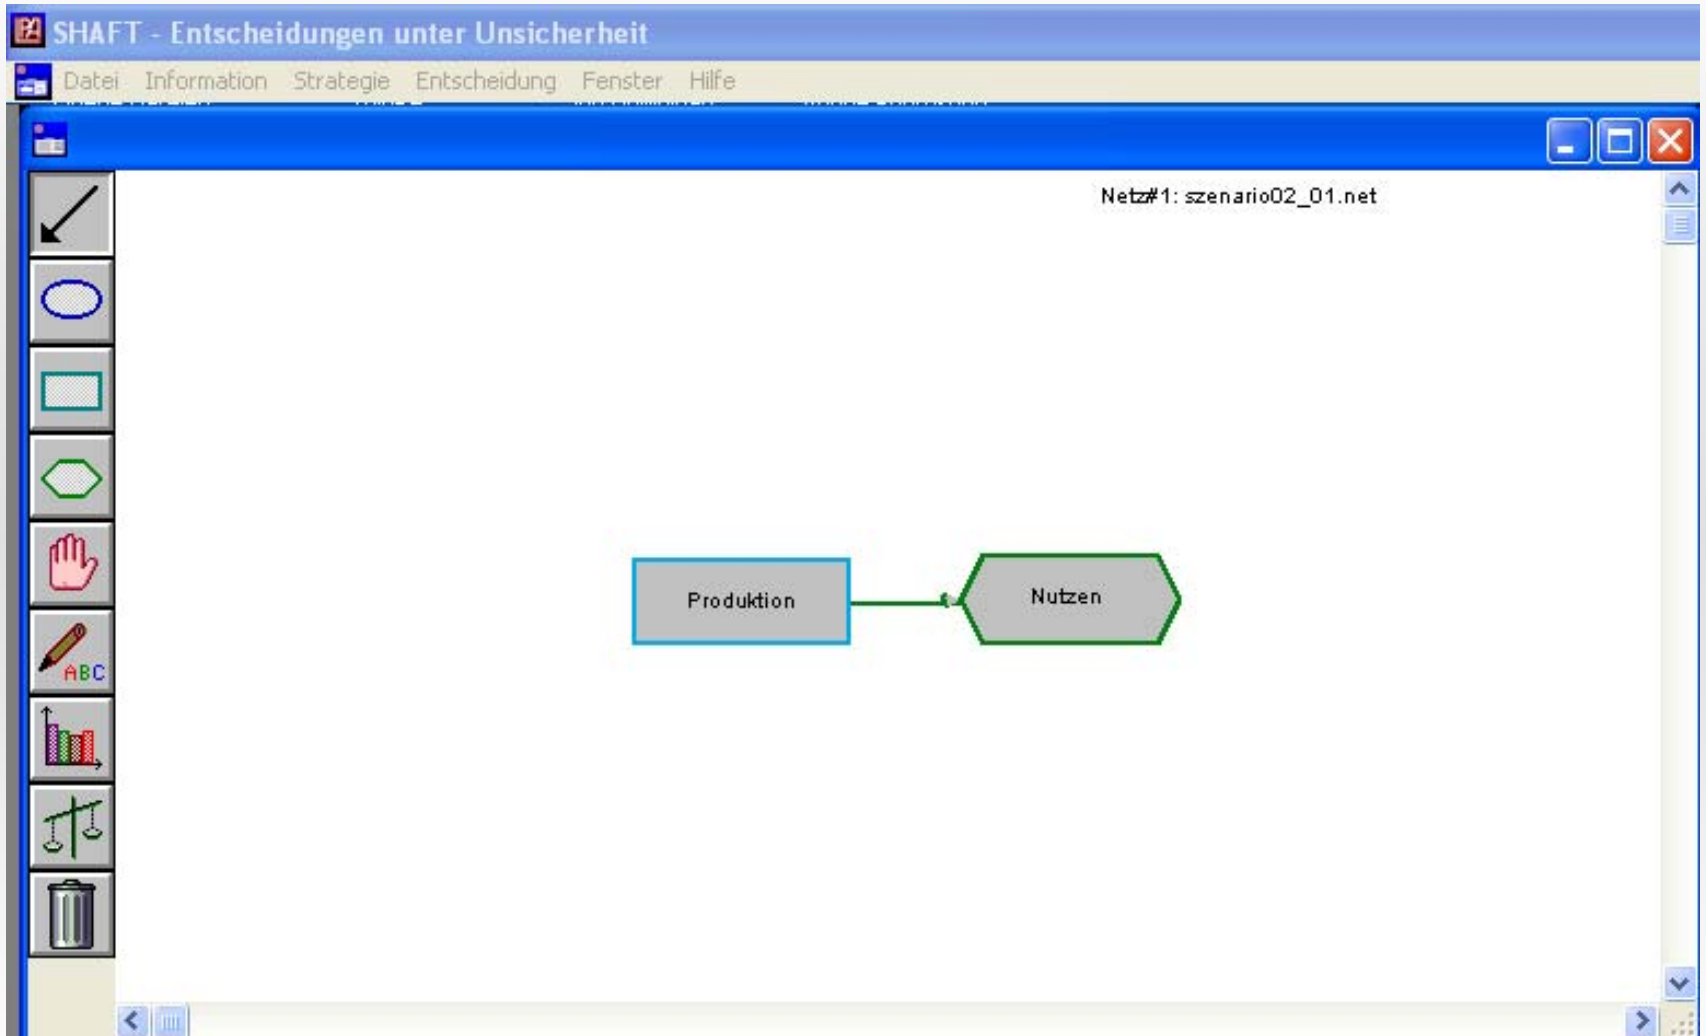 SHAFT - Entscheidungen unter Unsicherheit
Datei Information Strategie Entscheidung Fenster Hilfe
Netz#1: szenario02_01.net
Produktion
Nutzen
ABC